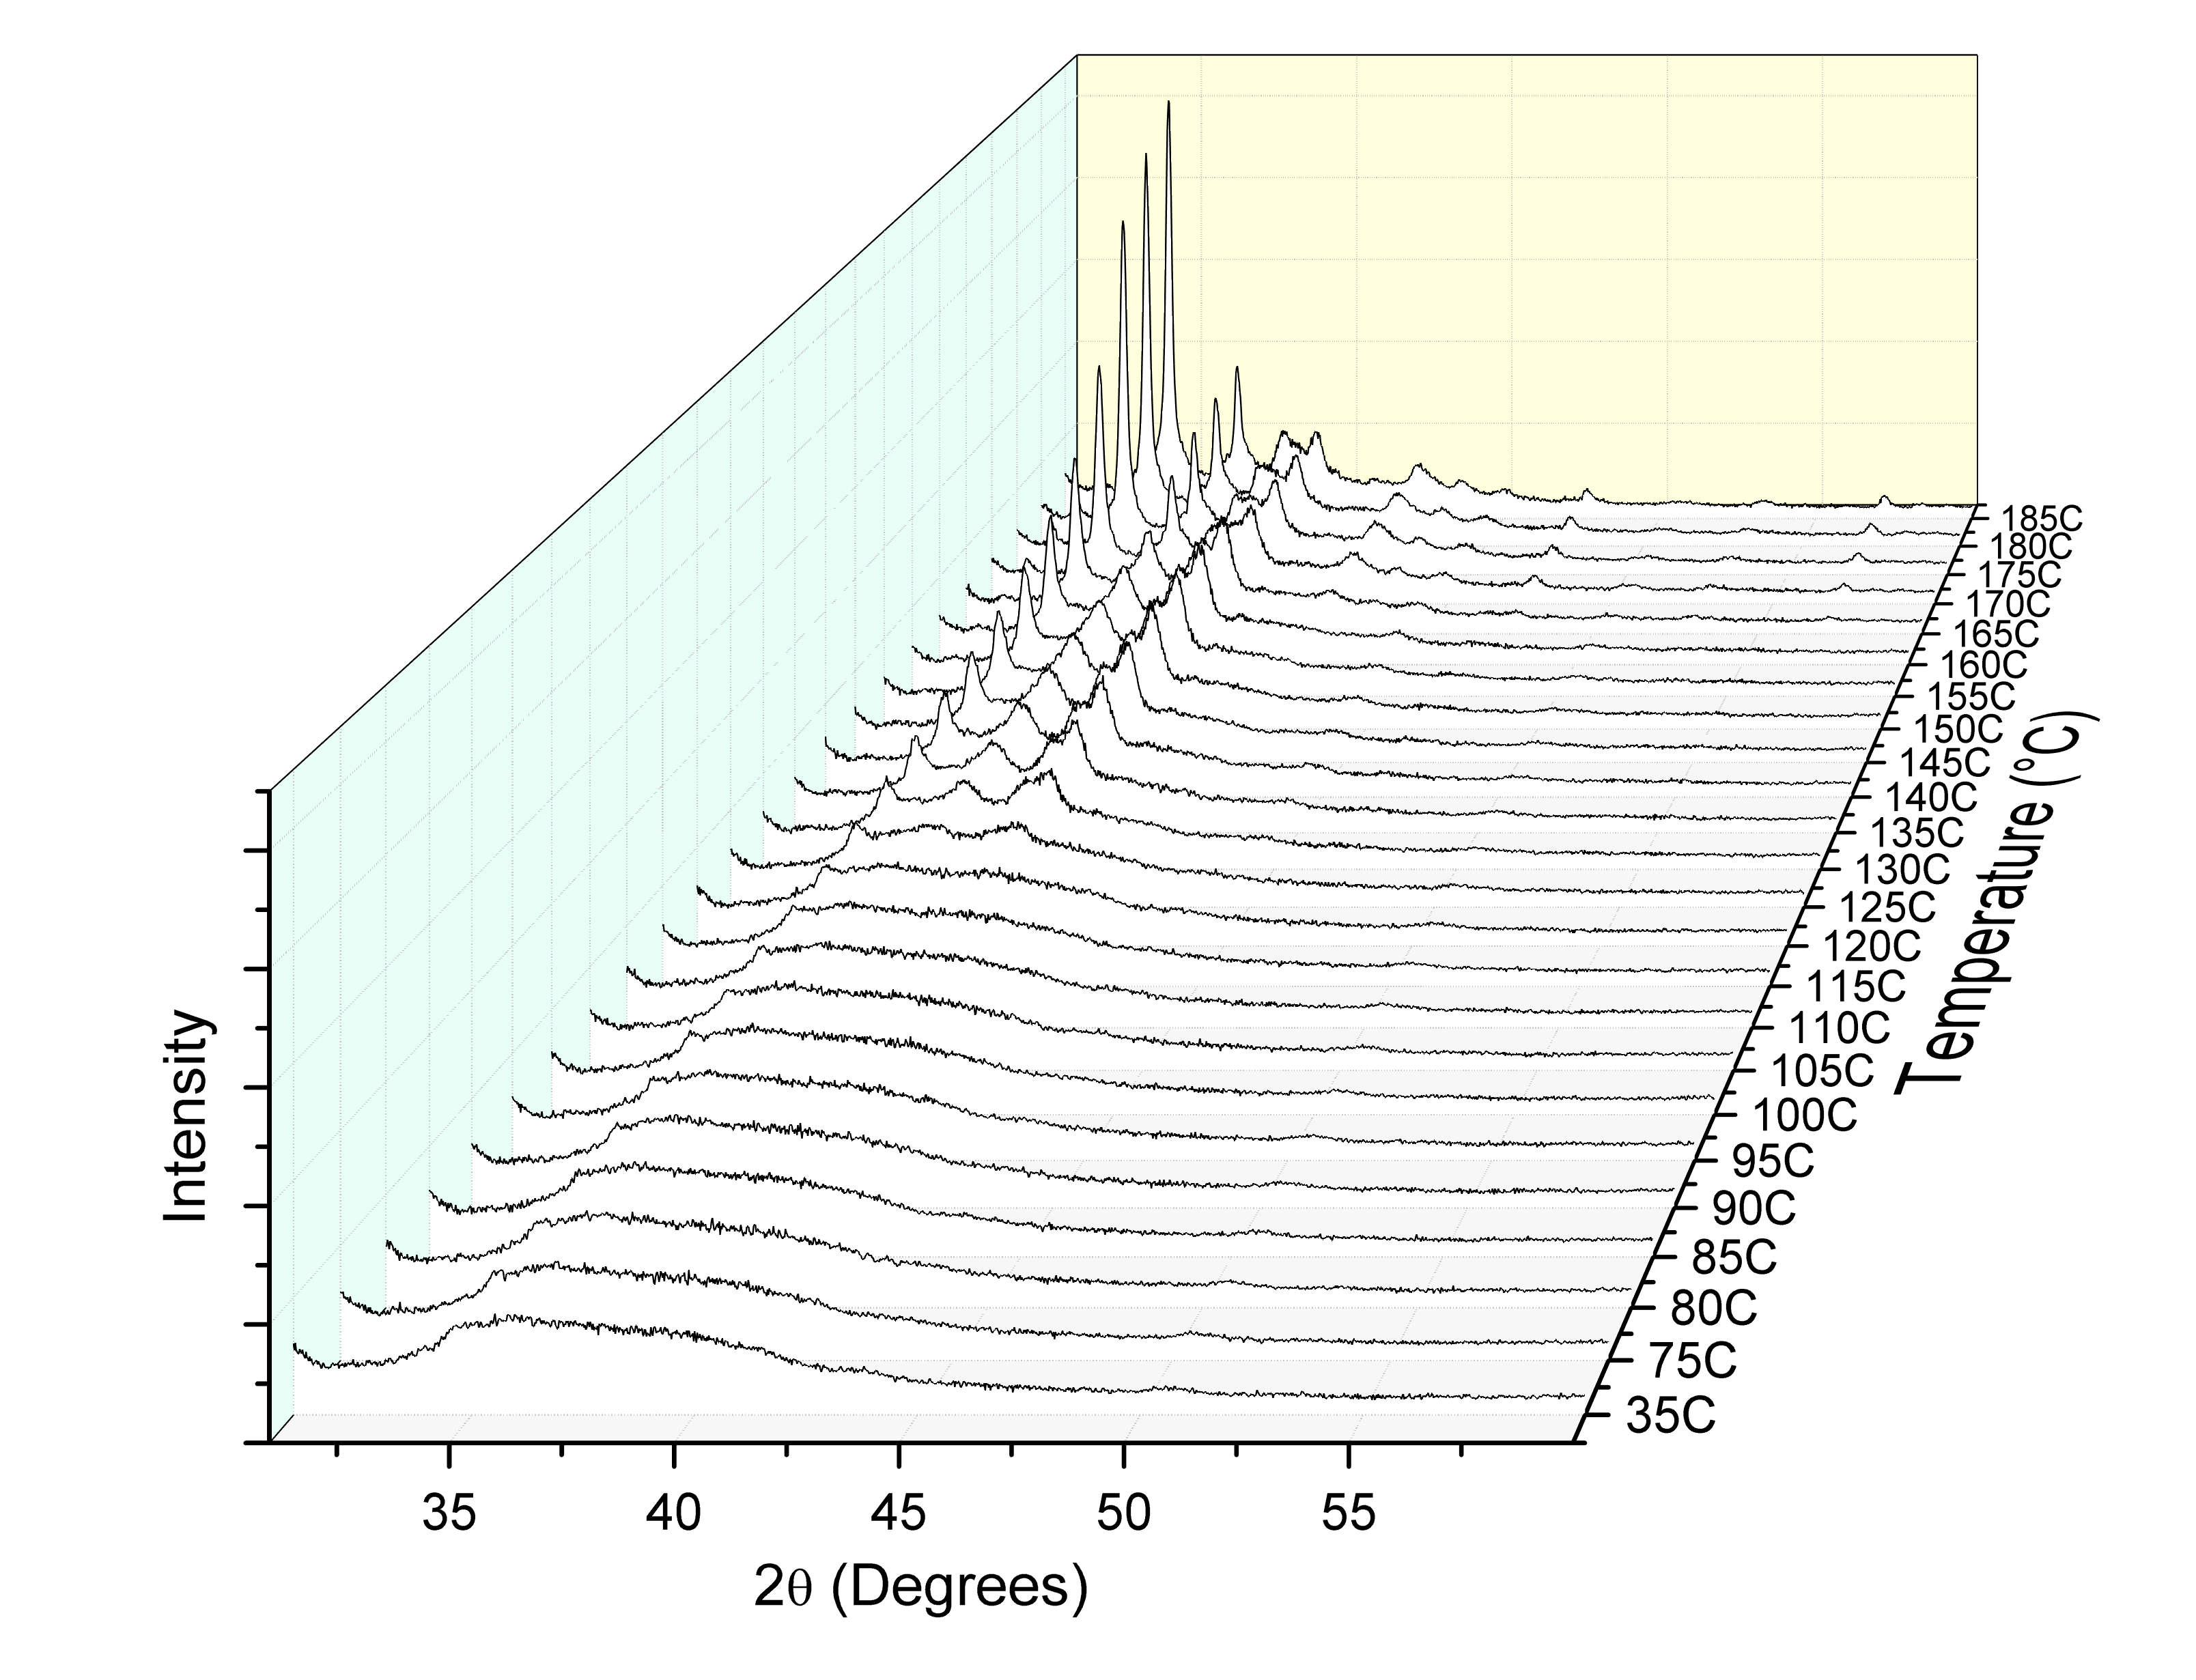 185C
180C
175C
170C
165C
160C
155C
150C
145C
140C
135C
130C
125C
120C
115C
110C
105C
100C
95C
90C
85C
80C
75C
35C
Temperature (°C)
Intensity
35 40 45 50 55
2θ (Degrees)